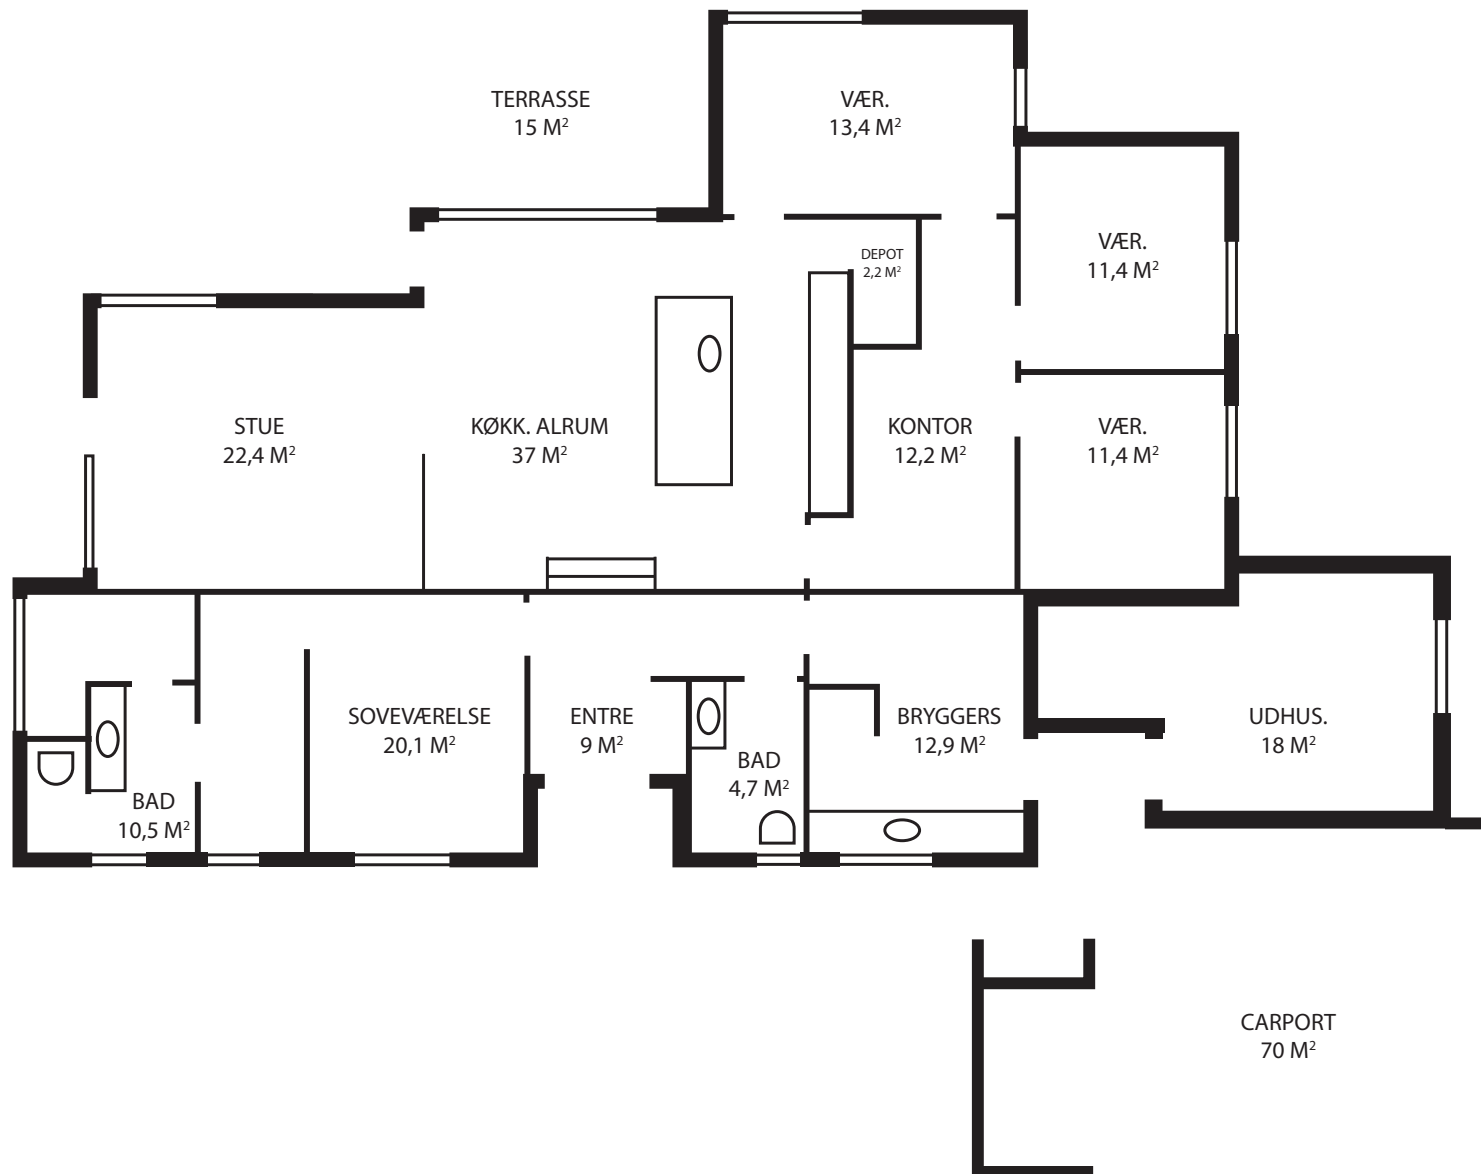 TERRASSE
15 M²
VÆR.
13,4 M²
VÆR.
11,4 M²
DEPOT
2,2 M²
STUE
22,4 M²
KØKK. ALRUM
37 M²
KONTOR
12,2 M²
VÆR.
11,4 M²
SOVEVÆRELSE
20,1 M²
ENTRE
9 M²
BRYGGERS
12,9 M²
UDHUS.
18 M²
BAD
4,7 M²
BAD
10,5 M²
CARPORT
70 M²